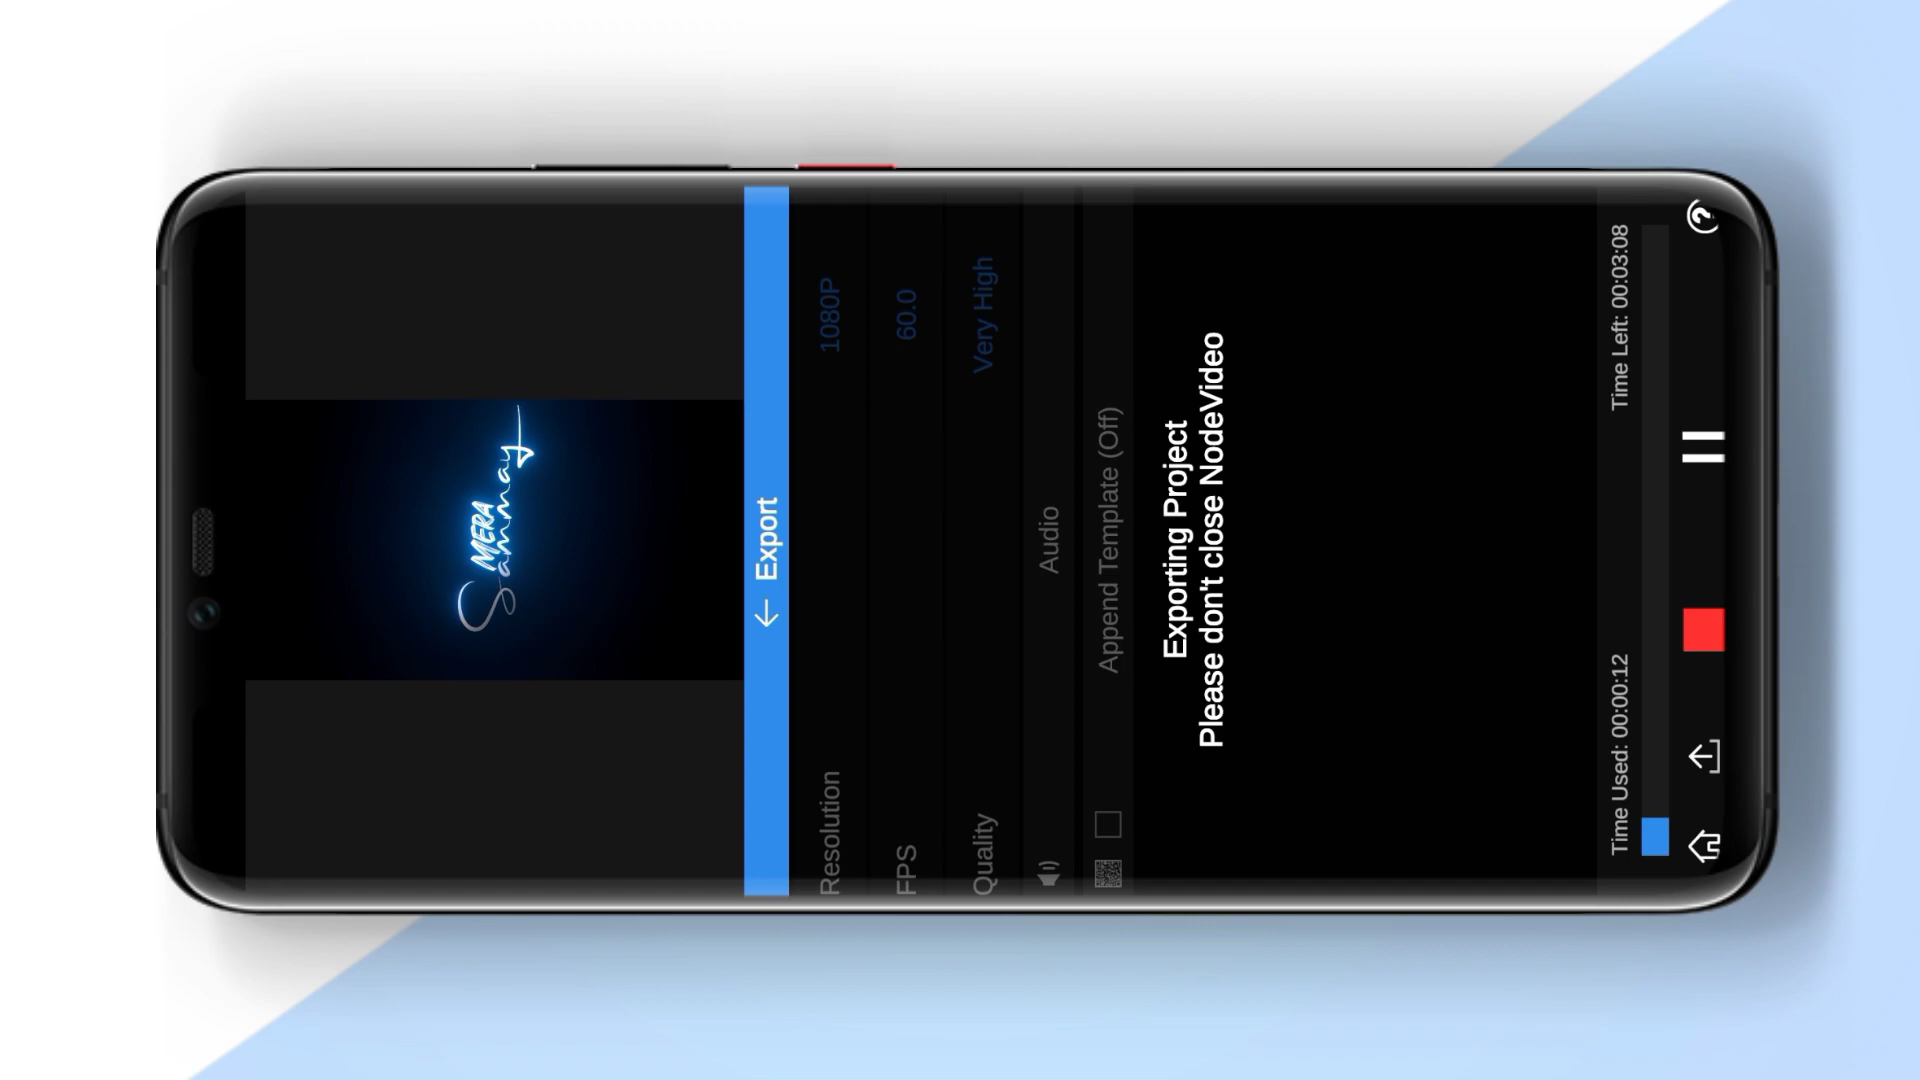 MERA
Sammay
← Export
Resolution 1080P
FPS 60.0
Quality Very High
Audio
Append Template (Off)
Exporting Project
Please don't close NodeVideo
Time Used: 00:00:12 Time Left: 00:03:08